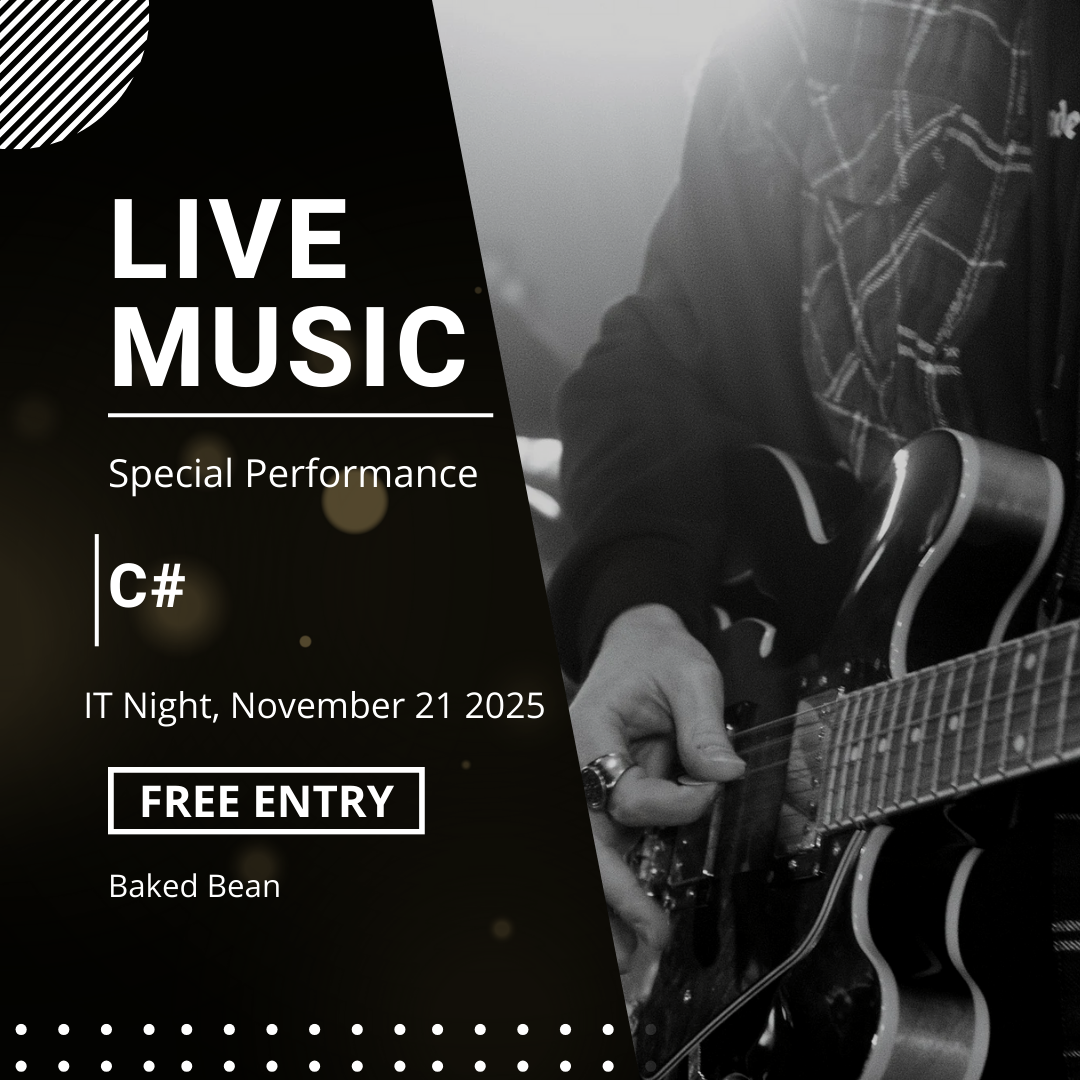 LIVE
MUSIC
Special Performance
C#
IT Night, November 21 2025
FREE ENTRY
Baked Bean